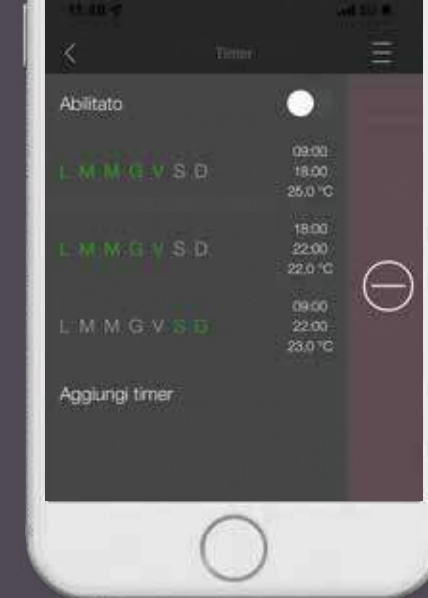 Timer
Abilitato
L M M G V S D
09:00
18:00
25,0 °C
L M M G V S D
18:00
22:00
22,0 °C
L M M G V S D
09:00
22:00
23,0 °C
Aggiungi timer